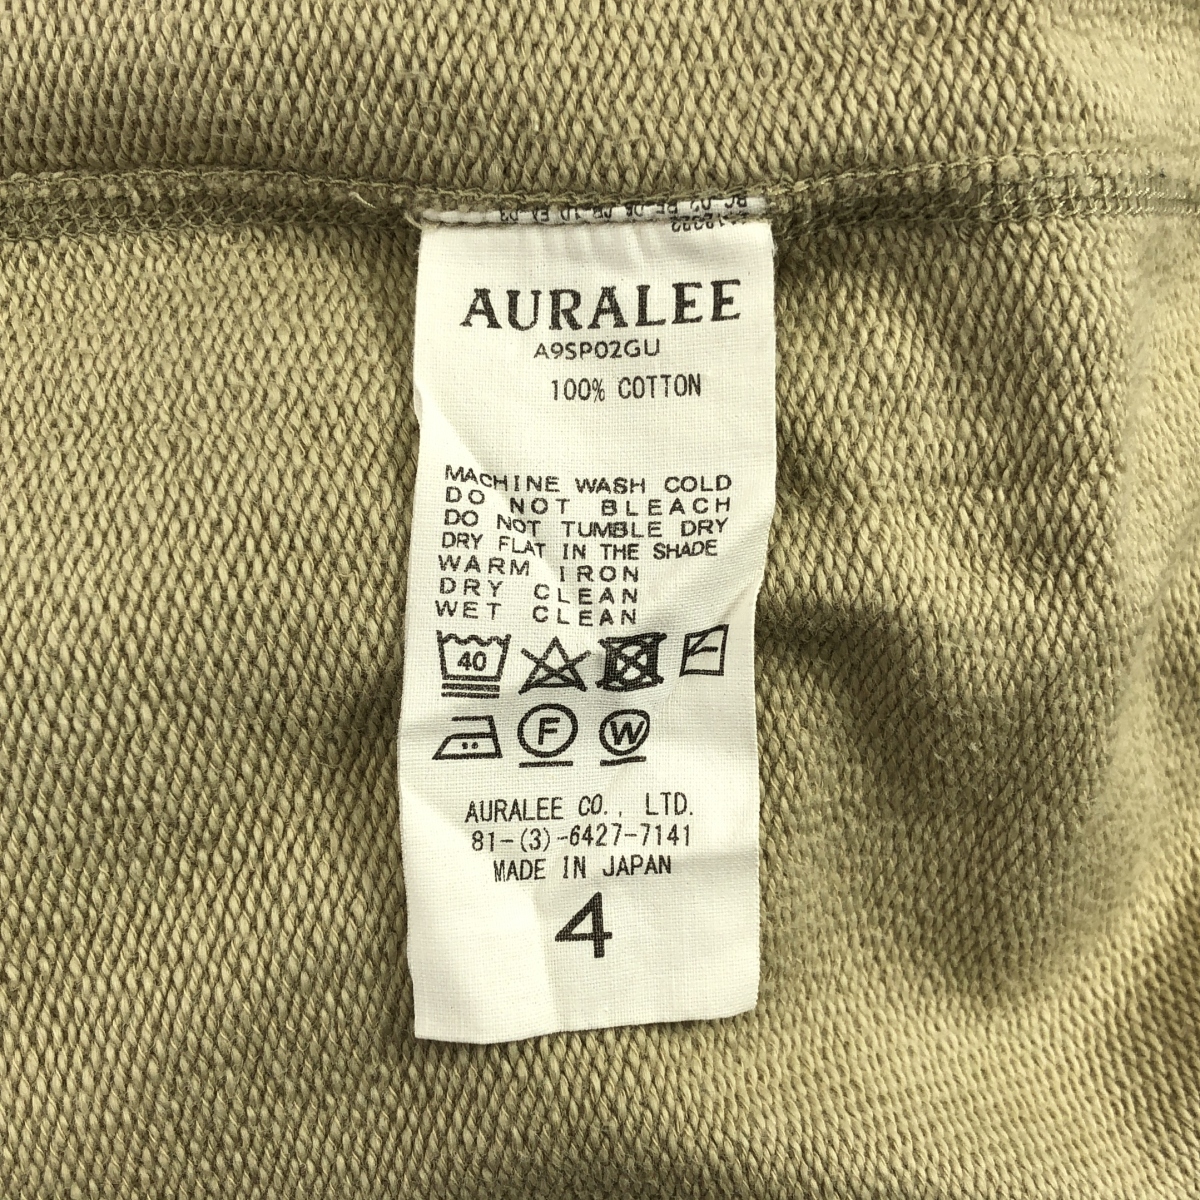 AURALEE
A9SP02GU
100% COTTON
MACHINE WASH COLD
DO NOT BLEACH
DO NOT TUMBLE DRY
DRY FLAT IN THE SHADE
WARM IRON
DRY CLEAN
WET CLEAN
40
F W
AURALEE CO., LTD.
81-(3)-6427-7141
MADE IN JAPAN
4